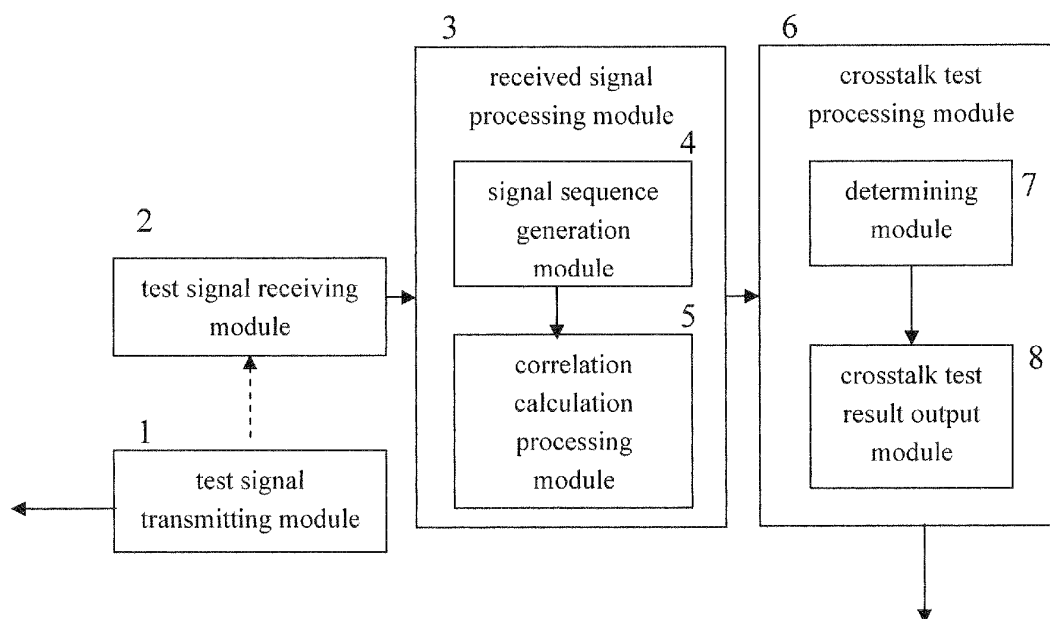 3
received signal
processing module
4
signal sequence
generation
module
5
correlation
calculation
processing
module
2
test signal receiving
module
1
test signal
transmitting module
6
crosstalk test
processing module
7
determining
module
8
crosstalk test
result output
module